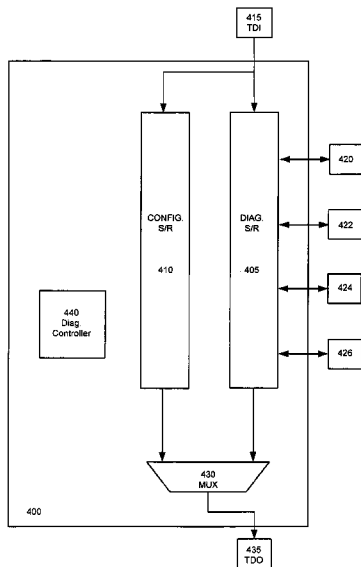 415
TDI
CONFIG.
S/R
410
DIAG.
S/R
405
420
422
424
426
440
Diag.
Controller
430
MUX
400
435
TDO